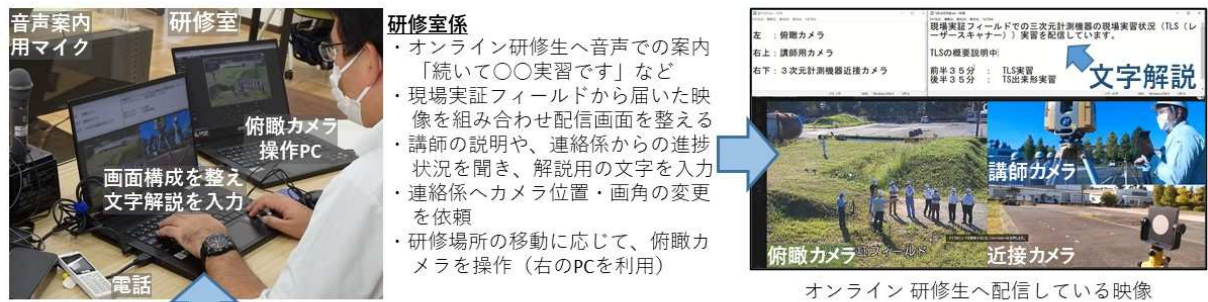 音声案内
用マイク
研修室
俯瞰カメラ
操作PC
画面構成を整え
文字解説を入力
電話
研修室係
・オンライン研修生へ音声での案内
「続いて○○実習です」など
・現場実証フィールドから届いた映
像を組み合わせ配信画面を整える
・講師の説明や、連絡係からの進捗
状況を聞き、解説用の文字を入力
・連絡係へカメラ位置・画角の変更
を依頼
・研修場所の移動に応じて、俯瞰カ
メラを操作（右のPCを利用）
左　：俯瞰カメラ
右上：講師用カメラ
右下：３次元計測機器近接カメラ
現場実証フィールドでの三次元計測機器の現場実習状況（TLS（レ
ーザースキャナー））実習を配信しています。
TLSの概要説明中
前半３５分　：　TLS実習
後半３５分　：　TS出来形実習
文字解説
講師カメラ
俯瞰カメラ
フィールド
近接カメラ
オンライン 研修生へ配信している映像